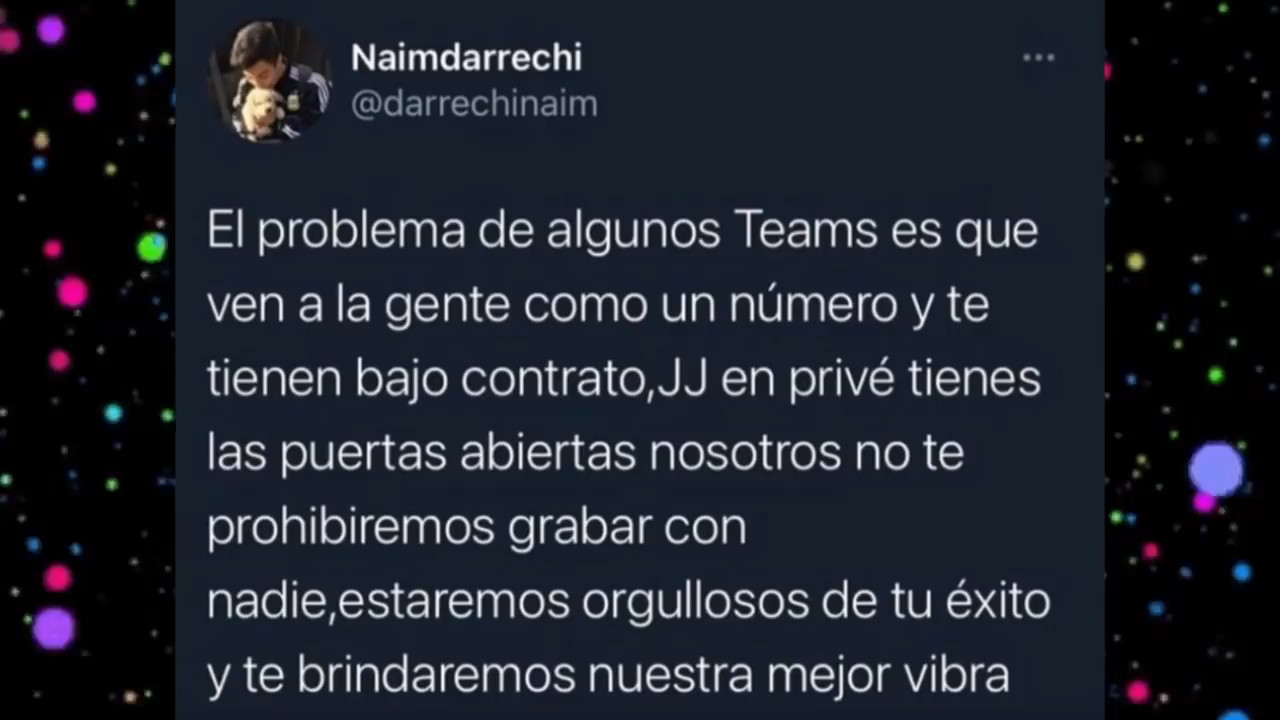 Naimdarrechi
@darrechinaim
El problema de algunos Teams es que
ven a la gente como un número y te
tienen bajo contrato,JJ en privé tienes
las puertas abiertas nosotros no te
prohibiremos grabar con
nadie,estaremos orgullosos de tu éxito
y te brindaremos nuestra mejor vibra